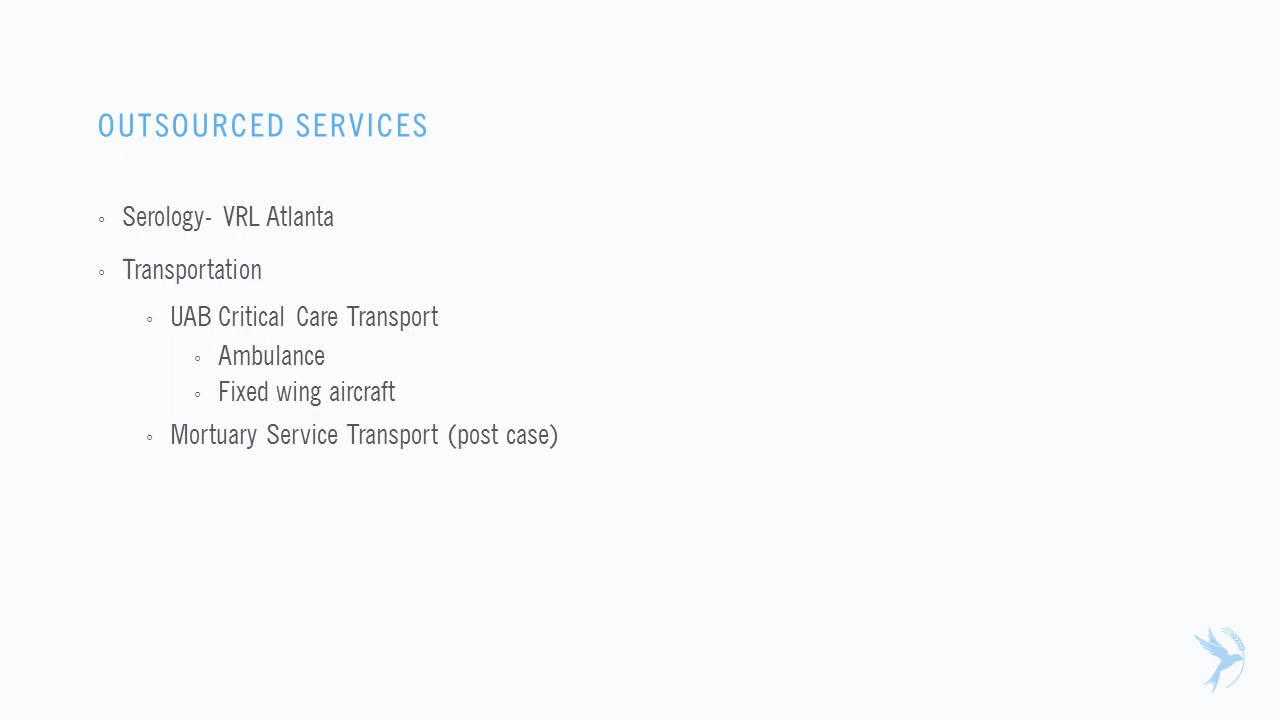 OUTSOURCED SERVICES
◦ Serology- VRL Atlanta
◦ Transportation
◦ UAB Critical Care Transport
◦ Ambulance
◦ Fixed wing aircraft
◦ Mortuary Service Transport (post case)